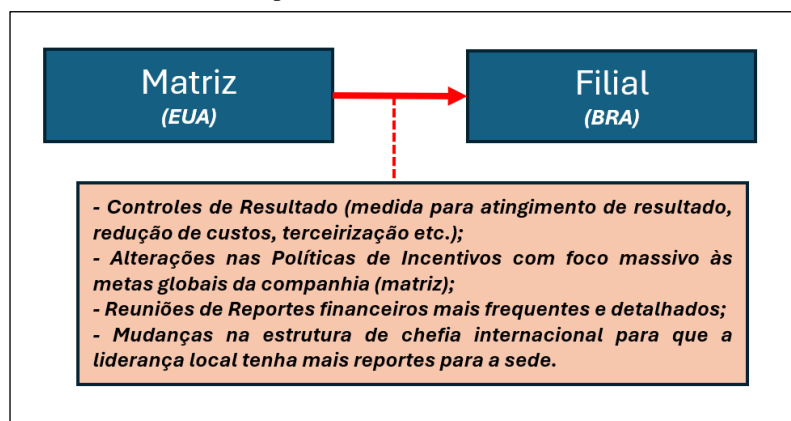 Matriz
(EUA)
Filial
(BRA)
- Controles de Resultado (medida para atingimento de resultado,
redução de custos, terceirização etc.);
- Alterações nas Políticas de Incentivos com foco massivo às
metas globais da companhia (matriz);
- Reuniões de Reportes financeiros mais frequentes e detalhados;
- Mudanças na estrutura de chefia internacional para que a
liderança local tenha mais reportes para a sede.